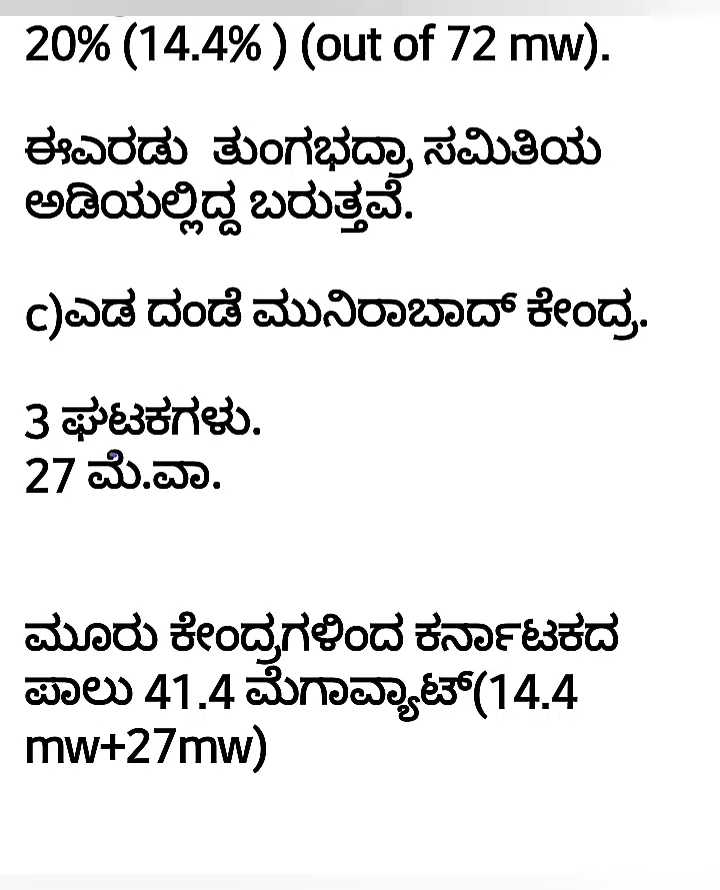 20% (14.4% ) (out of 72 mw).
ಈಎರಡು ತುಂಗಭದ್ರಾ ಸಮಿತಿಯ
ಅಡಿಯಲ್ಲಿದ್ದ ಬರುತ್ತವೆ.
c)ಎಡ ದಂಡೆ ಮುನಿರಾಬಾದ್ ಕೇಂದ್ರ.
3 ಘಟಕಗಳು.
27 ಮೆ.ವಾ.
ಮೂರು ಕೇಂದ್ರಗಳಿಂದ ಕರ್ನಾಟಕದ
ಪಾಲು 41.4 ಮೆಗಾವ್ಯಾಟ್(14.4
mw+27mw)